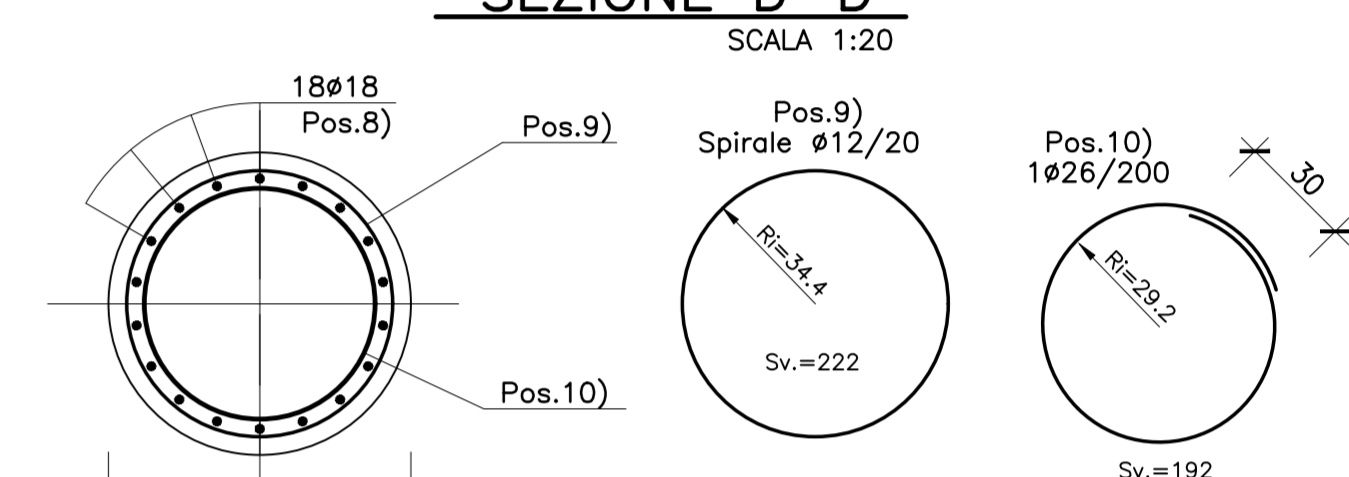 SEZIONE D-D
SCALA 1:20
18ø18
Pos.8)
Pos.9)
Pos.10)
Pos.9)
Spirale ø12/20
Ri=34.4
Sv.=222
Pos.10)
1ø26/200
30
Ri=29.2
Sv.=192